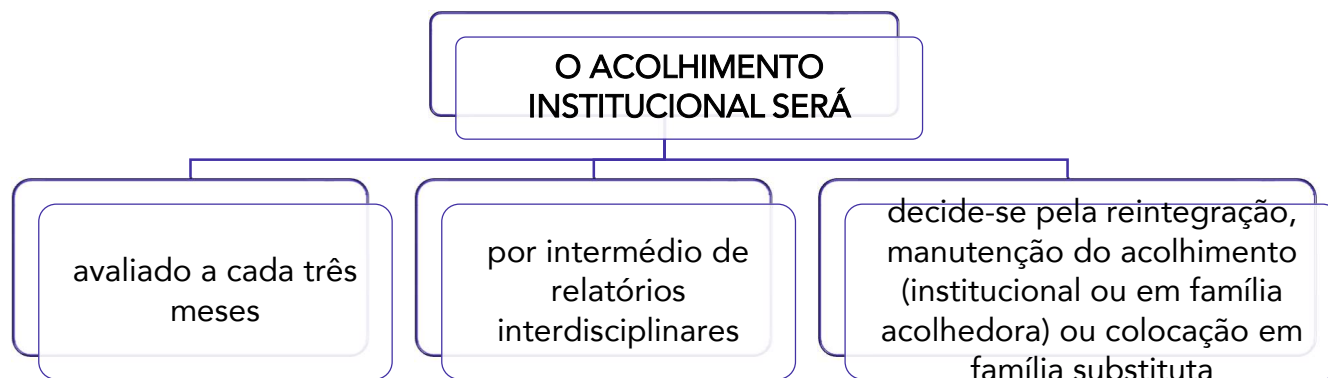 O ACOLHIMENTO
INSTITUCIONAL SERÁ
avaliado a cada três
meses
por intermédio de
relatórios
interdisciplinares
decide-se pela reintegração,
manutenção do acolhimento
(institucional ou em família
acolhedora) ou colocação em
família substituta